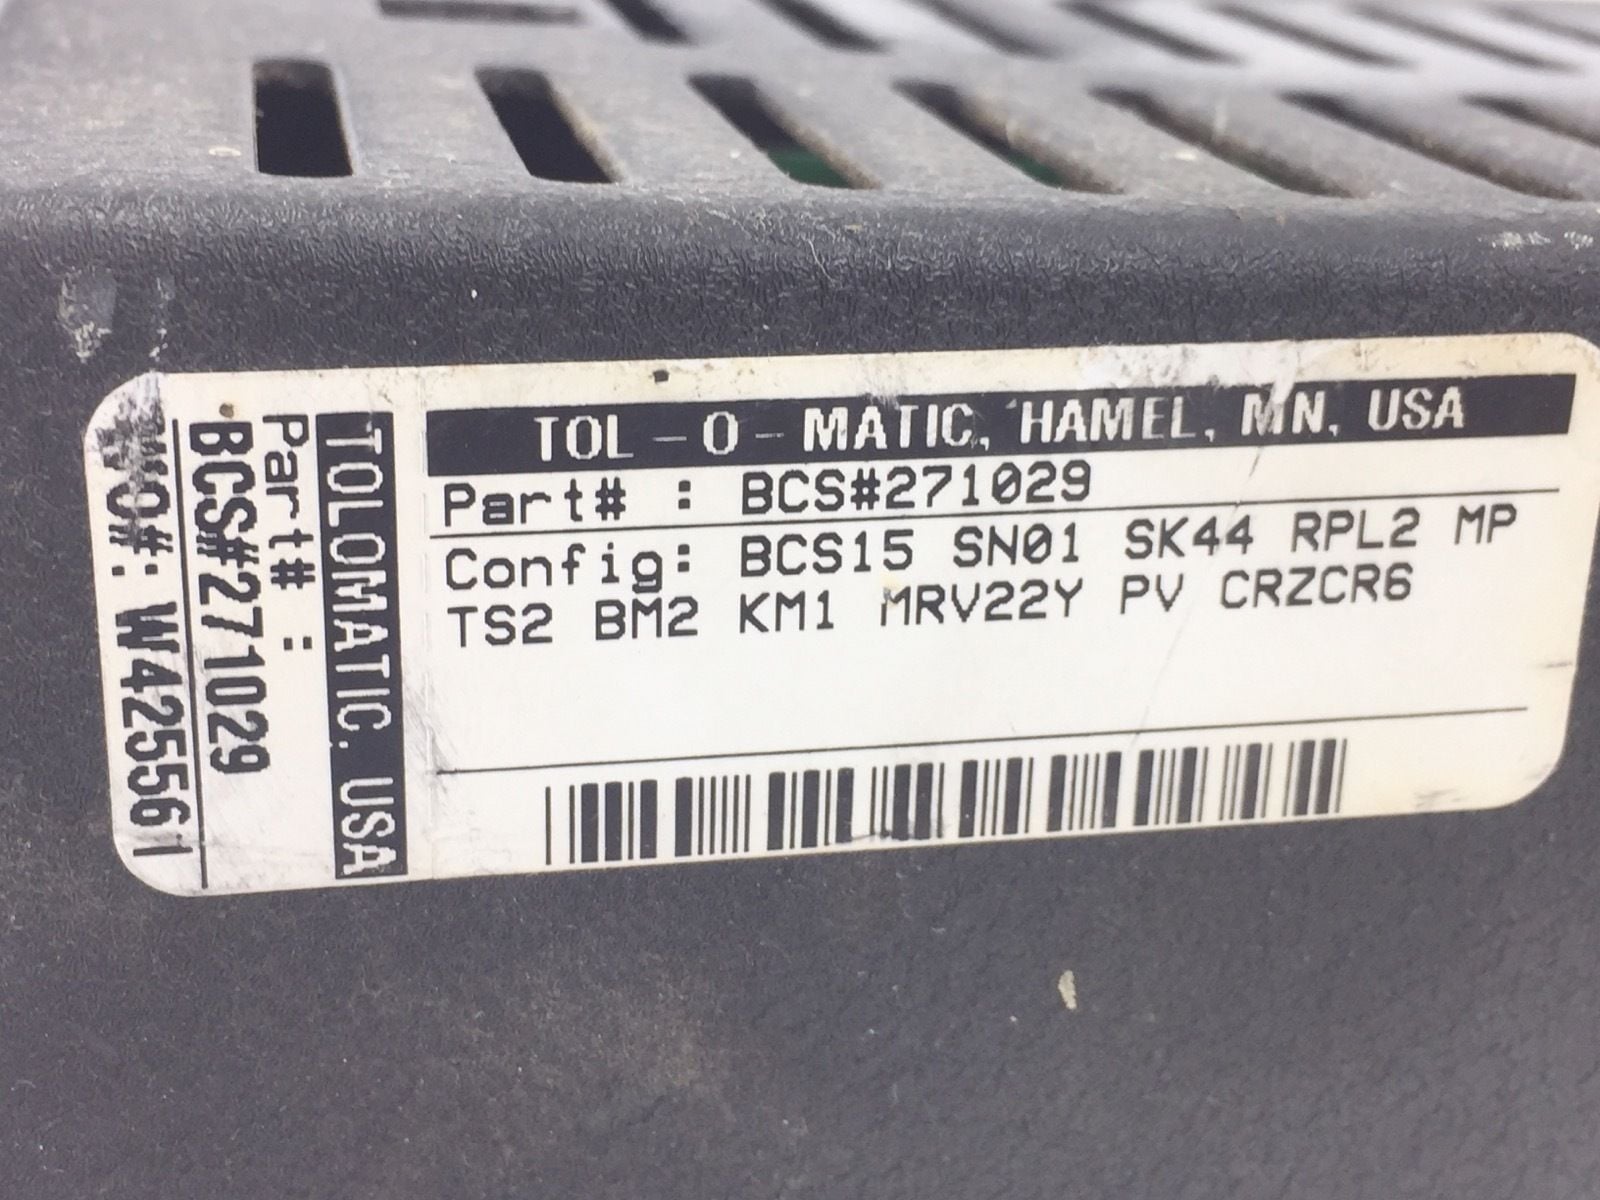 TOL-O-MATIC, HAMEL, MN, USA
Part# : BCS#271029
Config: BCS15 SN01 SK44 RPL2 MP
TS2 BM2 KM1 MRV22Y PV CRZCR6
TOLOMATIC. USA
Part# :
BCS#271029
WO#: W425561